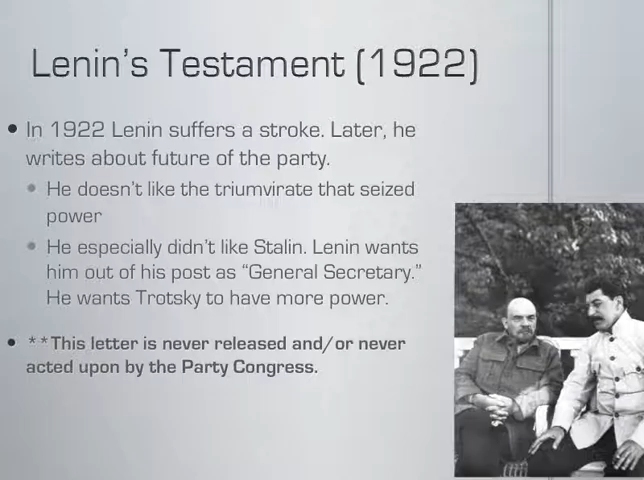 Lenin's Testament (1922)
In 1922 Lenin suffers a stroke. Later, he
writes about future of the party.
He doesn't like the triumvirate that seized
power
He especially didn't like Stalin. Lenin wants
him out of his post as "General Secretary."
He wants Trotsky to have more power.
**This letter is never released and/or never
acted upon by the Party Congress.